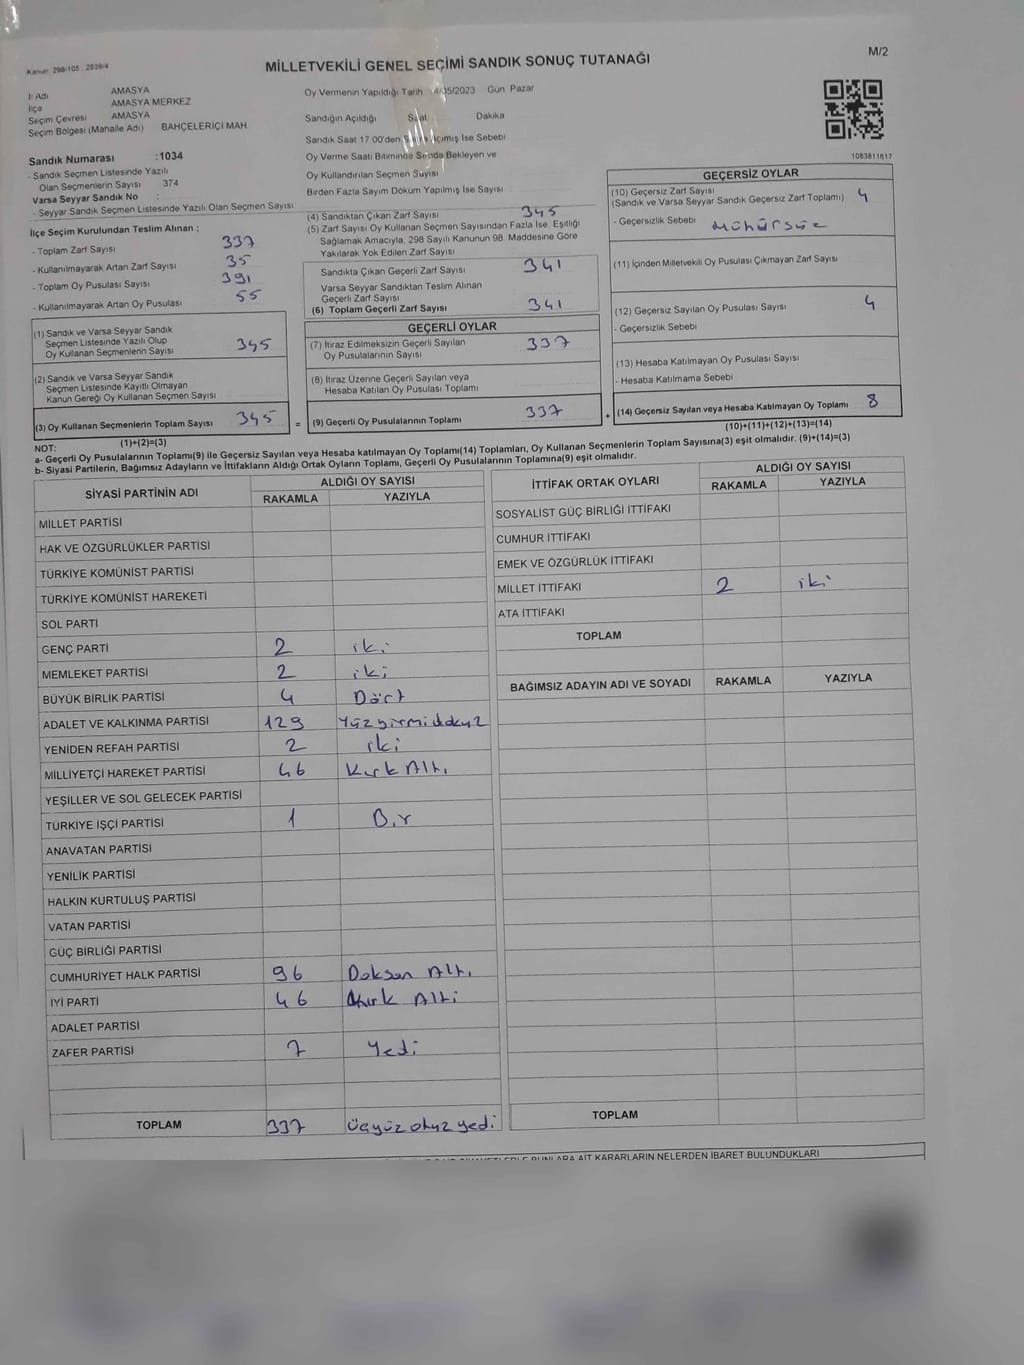 Kanun: 298/105 : 2839/4
M/2
MİLLETVEKİLİ GENEL SEÇİMİ SANDIK SONUÇ TUTANAĞI
İl Adı AMASYA
İlçe AMASYA MERKEZ
Seçim Çevresi AMASYA
Seçim Bölgesi (Mahalle Adı) BAHÇELERİÇİ MAH
Oy Vermenin Yapıldığı Tarih 4/05/2023 Gün Pazar
Sandığın Açıldığı Saat Dakika
Sandık Saat 17:00'den Açımış İse Sebebi
Oy Verme Saati Bitiminde Sırada Bekleyen ve
Oy Kullandırılan Seçmen Sayısı
Birden Fazla Sayım Döküm Yapılmış İse Sayısı
1083811617
Sandık Numarası :1034
- Sandık Seçmen Listesinde Yazılı
Olan Seçmenlerin Sayısı 374
Varsa Seyyar Sandık No :
- Seyyar Sandık Seçmen Listesinde Yazılı Olan Seçmen Sayısı
İlçe Seçim Kurulundan Teslim Alınan ;
- Toplam Zarf Sayısı 337
- Kullanılmayarak Artan Zarf Sayısı 35
- Toplam Oy Pusulası Sayısı 391
- Kullanılmayarak Artan Oy Pusulası 55
(1) Sandık ve Varsa Seyyar Sandık
Seçmen Listesinde Yazılı Olup
Oy Kullanan Seçmenlerin Sayısı 345
(2) Sandık ve Varsa Seyyar Sandık
Seçmen Listesinde Kayıtlı Olmayan
Kanun Gereği Oy Kullanan Seçmen Sayısı
(3) Oy Kullanan Seçmenlerin Toplam Sayısı 345
(1)+(2)=(3)
(4) Sandıktan Çıkan Zarf Sayısı 345
(5) Zarf Sayısı Oy Kullanan Seçmen Sayısından Fazla İse, Eşitliği
Sağlamak Amacıyla, 298 Sayılı Kanunun 98. Maddesine Göre
Yakılarak Yok Edilen Zarf Sayısı
Sandıkta Çıkan Geçerli Zarf Sayısı 341
Varsa Seyyar Sandıktan Teslim Alınan
Geçerli Zarf Sayısı
(6) Toplam Geçerli Zarf Sayısı 341
GEÇERLİ OYLAR
(7) İtiraz Edilmeksizin Geçerli Sayılan
Oy Pusulalarının Sayısı 337
(8) İtiraz Üzerine Geçerli Sayılan veya
Hesaba Katılan Oy Pusulası Toplamı
= (9) Geçerli Oy Pusulalarının Toplamı 337
GEÇERSİZ OYLAR
(10) Geçersiz Zarf Sayısı
(Sandık ve Varsa Seyyar Sandık Geçersiz Zarf Toplamı) 4
- Geçersizlik Sebebi Mühürsüz
(11) İçinden Milletvekili Oy Pusulası Çıkmayan Zarf Sayısı
(12) Geçersiz Sayılan Oy Pusulası Sayısı 4
- Geçersizlik Sebebi
(13) Hesaba Katılmayan Oy Pusulası Sayısı
- Hesaba Katılmama Sebebi
+ (14) Geçersiz Sayılan veya Hesaba Katılmayan Oy Toplamı 8
(10)+(11)+(12)+(13)=(14)
NOT:
a- Geçerli Oy Pusulalarının Toplamı(9) ile Geçersiz Sayılan veya Hesaba Katılmayan Oy Toplamı(14) Toplamları, Oy Kullanan Seçmenlerin Toplam Sayısına(3) eşit olmalıdır. (9)+(14)=(3)
b- Siyasi Partilerin, Bağımsız Adayların ve İttifakların Aldığı Ortak Oyların Toplamı, Geçerli Oy Pusulalarının Toplamına(9) eşit olmalıdır.
SİYASİ PARTİNİN ADI ALDIĞI OY SAYISI
RAKAMLA YAZIYLA
MİLLET PARTİSİ
HAK VE ÖZGÜRLÜKLER PARTİSİ
TÜRKİYE KOMÜNİST PARTİSİ
TÜRKİYE KOMÜNİST HAREKETİ
SOL PARTİ
GENÇ PARTİ 2 iki
MEMLEKET PARTİSİ 2 iki
BÜYÜK BİRLİK PARTİSİ 4 Dört
ADALET VE KALKINMA PARTİSİ 129 Yüzyirmidokuz
YENİDEN REFAH PARTİSİ 2 iki
MİLLİYETÇİ HAREKET PARTİSİ 46 Kırk Altı
YEŞİLLER VE SOL GELECEK PARTİSİ
TÜRKİYE İŞÇİ PARTİSİ 1 Bir
ANAVATAN PARTİSİ
YENİLİK PARTİSİ
HALKIN KURTULUŞ PARTİSİ
VATAN PARTİSİ
GÜÇ BİRLİĞİ PARTİSİ
CUMHURİYET HALK PARTİSİ 96 Doksan Altı
İYİ PARTİ 46 Kırk Altı
ADALET PARTİSİ
ZAFER PARTİSİ 7 Yedi
TOPLAM 337 üçyüz otuz yedi
İTTİFAK ORTAK OYLARI ALDIĞI OY SAYISI
RAKAMLA YAZIYLA
SOSYALİST GÜÇ BİRLİĞİ İTTİFAKI
CUMHUR İTTİFAKI
EMEK VE ÖZGÜRLÜK İTTİFAKI
MİLLET İTTİFAKI 2 iki
ATA İTTİFAKI
TOPLAM
BAĞIMSIZ ADAYIN ADI VE SOYADI RAKAMLA YAZIYLA
TOPLAM
BUNLARA AİT KARARLARIN NELERDEN İBARET BULUNDUKLARI